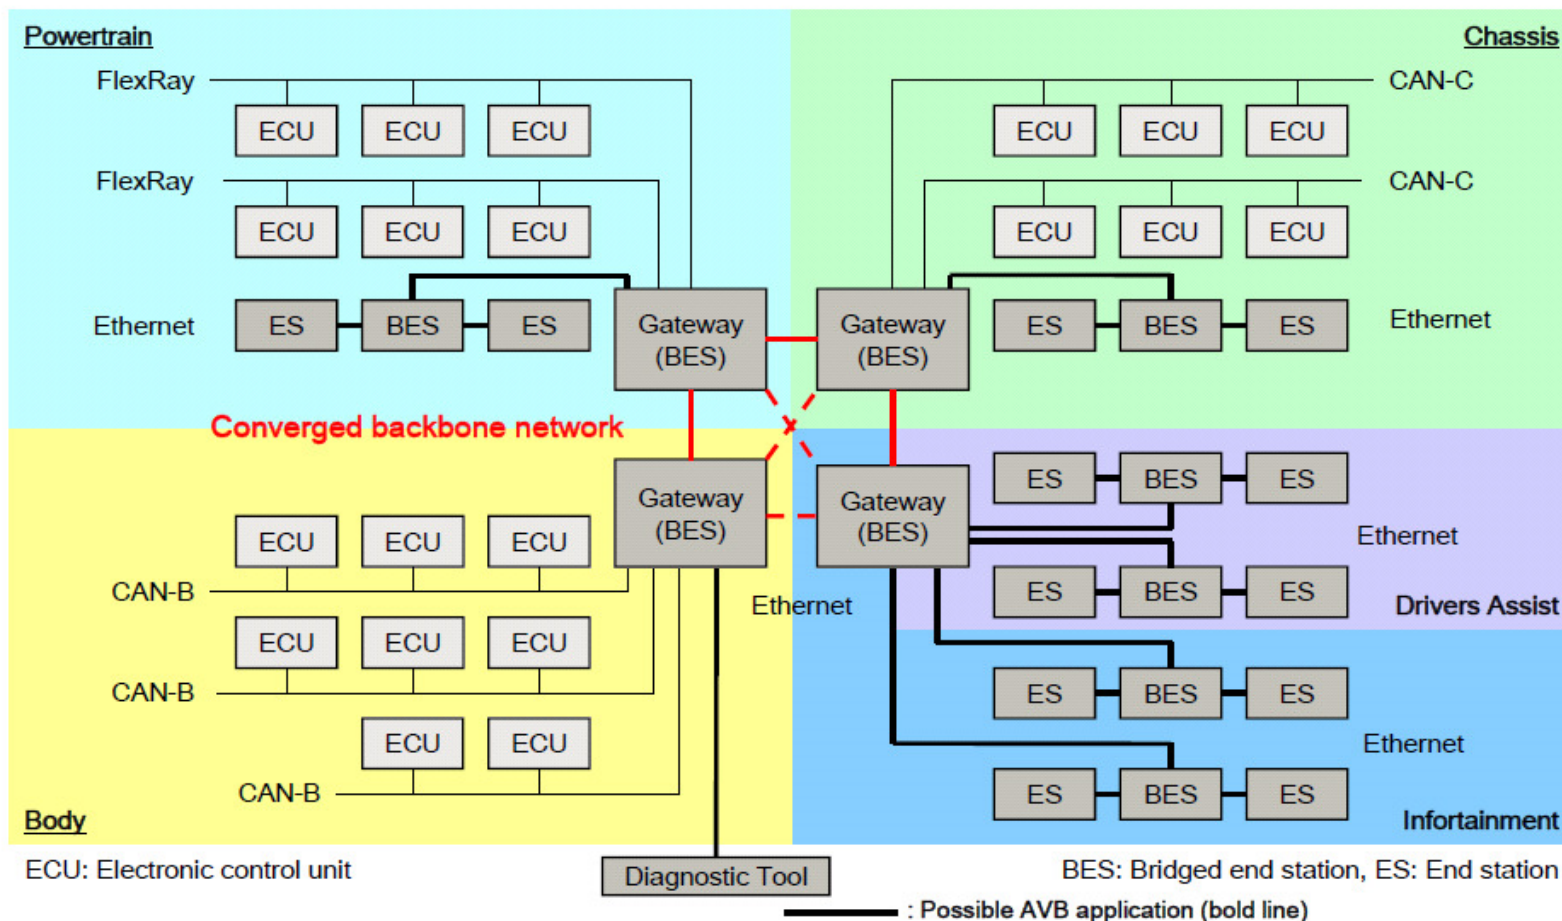 Powertrain
Chassis
FlexRay
CAN-C
ECU ECU ECU
ECU ECU ECU
FlexRay
CAN-C
ECU ECU ECU
ECU ECU ECU
Ethernet
ES BES ES
Gateway
(BES)
Gateway
(BES)
ES BES ES
Ethernet
Converged backbone network
Gateway
(BES)
Gateway
(BES)
ES BES ES
Ethernet
ECU ECU ECU
CAN-B
Ethernet
ES BES ES
Drivers Assist
ECU ECU ECU
CAN-B
ES BES ES
Ethernet
ECU ECU
CAN-B
ES BES ES
Body
Infortainment
ECU: Electronic control unit
Diagnostic Tool
BES: Bridged end station, ES: End station
: Possible AVB application (bold line)